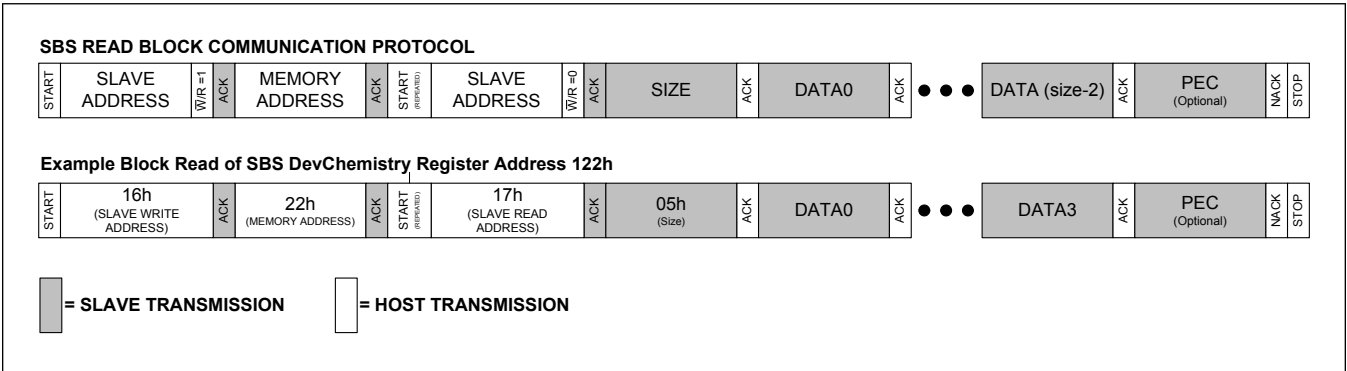 SBS READ BLOCK COMMUNICATION PROTOCOL
START
SLAVE
ADDRESS
W̅/R =1
ACK
MEMORY
ADDRESS
ACK
START
(REPEATED)
SLAVE
ADDRESS
W̅/R =0
ACK
SIZE
ACK
DATA0
ACK
● ● ●
DATA (size-2)
ACK
PEC
(Optional)
NACK
STOP
Example Block Read of SBS DevChemistry Register Address 122h
START
16h
(SLAVE WRITE
ADDRESS)
ACK
22h
(MEMORY ADDRESS)
ACK
START
(REPEATED)
17h
(SLAVE READ
ADDRESS)
ACK
05h
(Size)
ACK
DATA0
ACK
● ● ●
DATA3
ACK
PEC
(Optional)
NACK
STOP
= SLAVE TRANSMISSION
= HOST TRANSMISSION